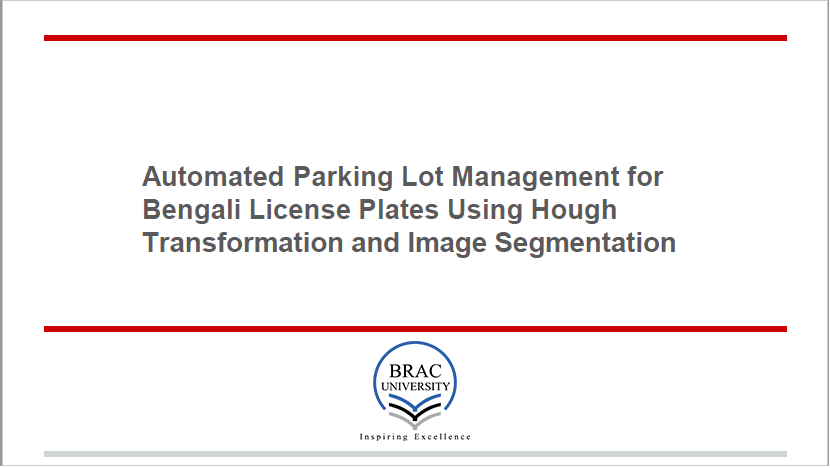 Automated Parking Lot Management for
Bengali License Plates Using Hough
Transformation and Image Segmentation
BRAC
UNIVERSITY
Inspiring Excellence